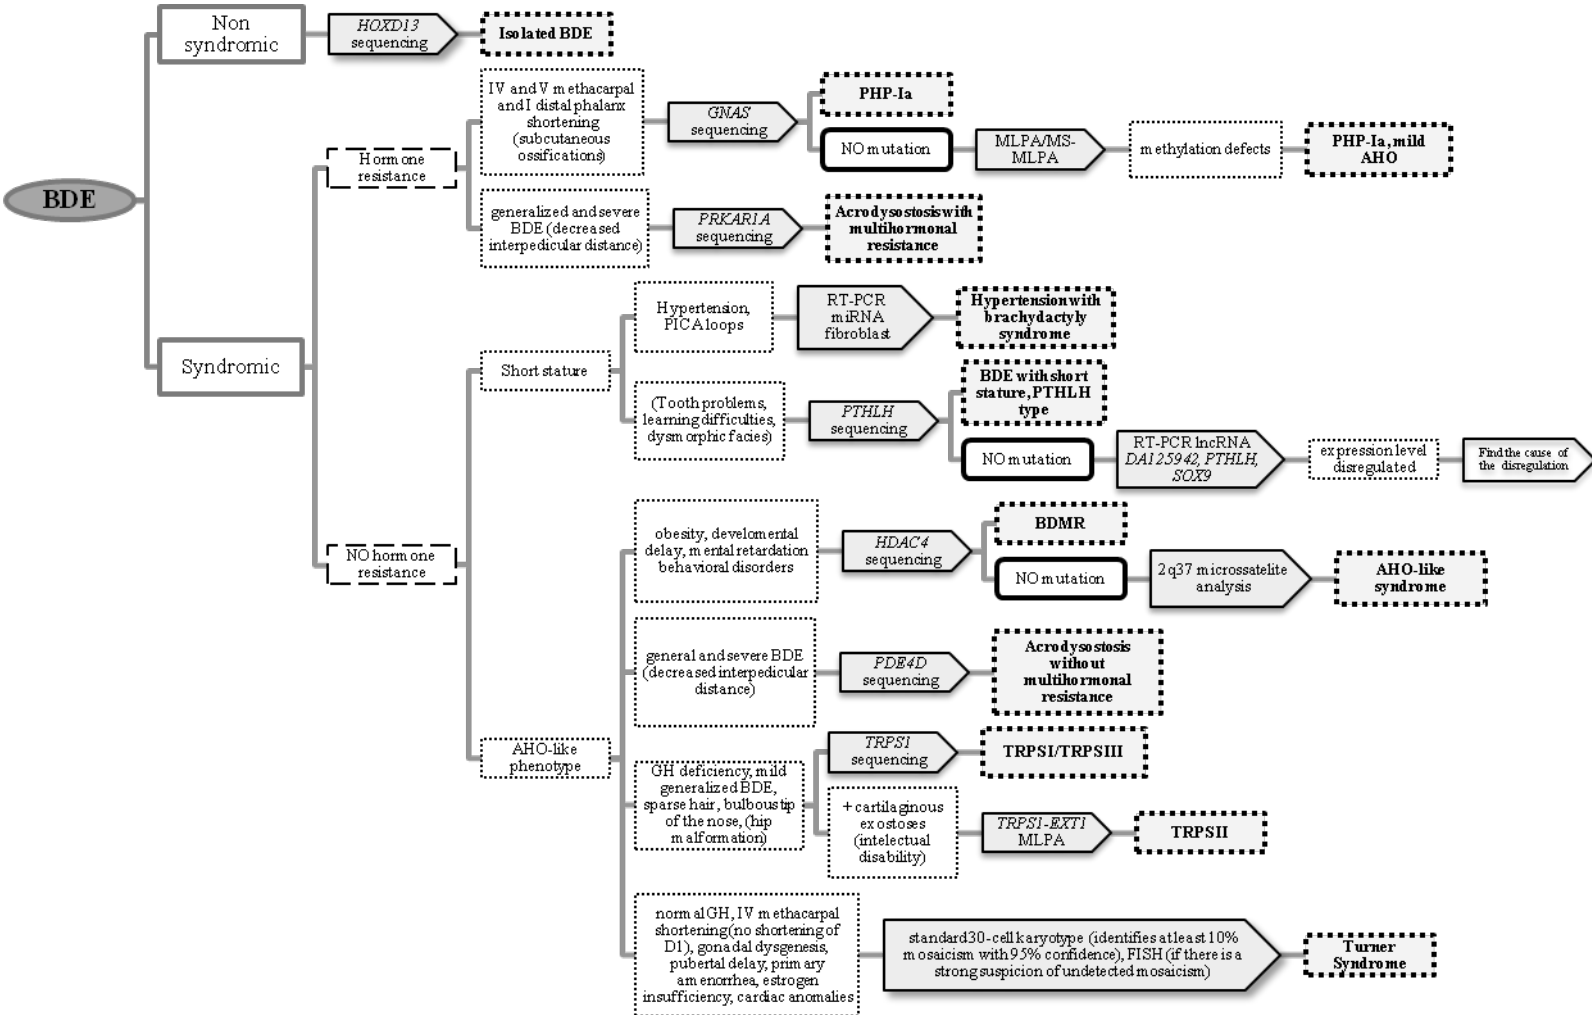 BDE
Non
syndromic
HOXD13
sequencing
Isolated BDE
Syndromic
Hormone
resistance
IV and V methacarpal
and I distal phalanx
shortening
(subcutaneous
ossifications)
GNAS
sequencing
PHP-Ia
NO mutation
MLPA/MS-
MLPA
methylation defects
PHP-Ia, mild
AHO
generalized and severe
BDE (decreased
interpedicular distance)
PRKAR1A
sequencing
Acrodysostosis with
multihormonal
resistance
NO hormone
resistance
Short stature
Hypertension,
PICA loops
RT-PCR
miRNA
fibroblast
Hypertension with
brachydactyly
syndrome
(Tooth problems,
learning difficulties,
dysmorphic facies)
PTHLH
sequencing
BDE with short
stature, PTHLH
type
NO mutation
RT-PCR lncRNA
DA125942, PTHLH,
SOX9
expression level
disregulated
Find the cause of
the disregulation
AHO-like
phenotype
obesity, develomental
delay, mental retardation
behavioral disorders
HDAC4
sequencing
BDMR
NO mutation
2q37 microssatelite
analysis
AHO-like
syndrome
general and severe BDE
(decreased interpedicular
distance)
PDE4D
sequencing
Acrodysostosis
without
multihormonal
resistance
GH deficiency, mild
generalized BDE,
sparse hair, bulbous tip
of the nose, (hip
malformation)
TRPS1
sequencing
TRPSI/TRPSIII
+ cartilaginous
exostoses
(intelectual
disability)
TRPS1-EXT1
MLPA
TRPSII
normal GH, IV methacarpal
shortening (no shortening of
D1), gonadal dysgenesis,
pubertal delay, primary
amenorrhea, estrogen
insufficiency, cardiac anomalies
standard 30-cell karyotype (identifies at least 10%
mosaicism with 95% confidence), FISH (if there is a
strong suspicion of undetected mosaicism)
Turner
Syndrome